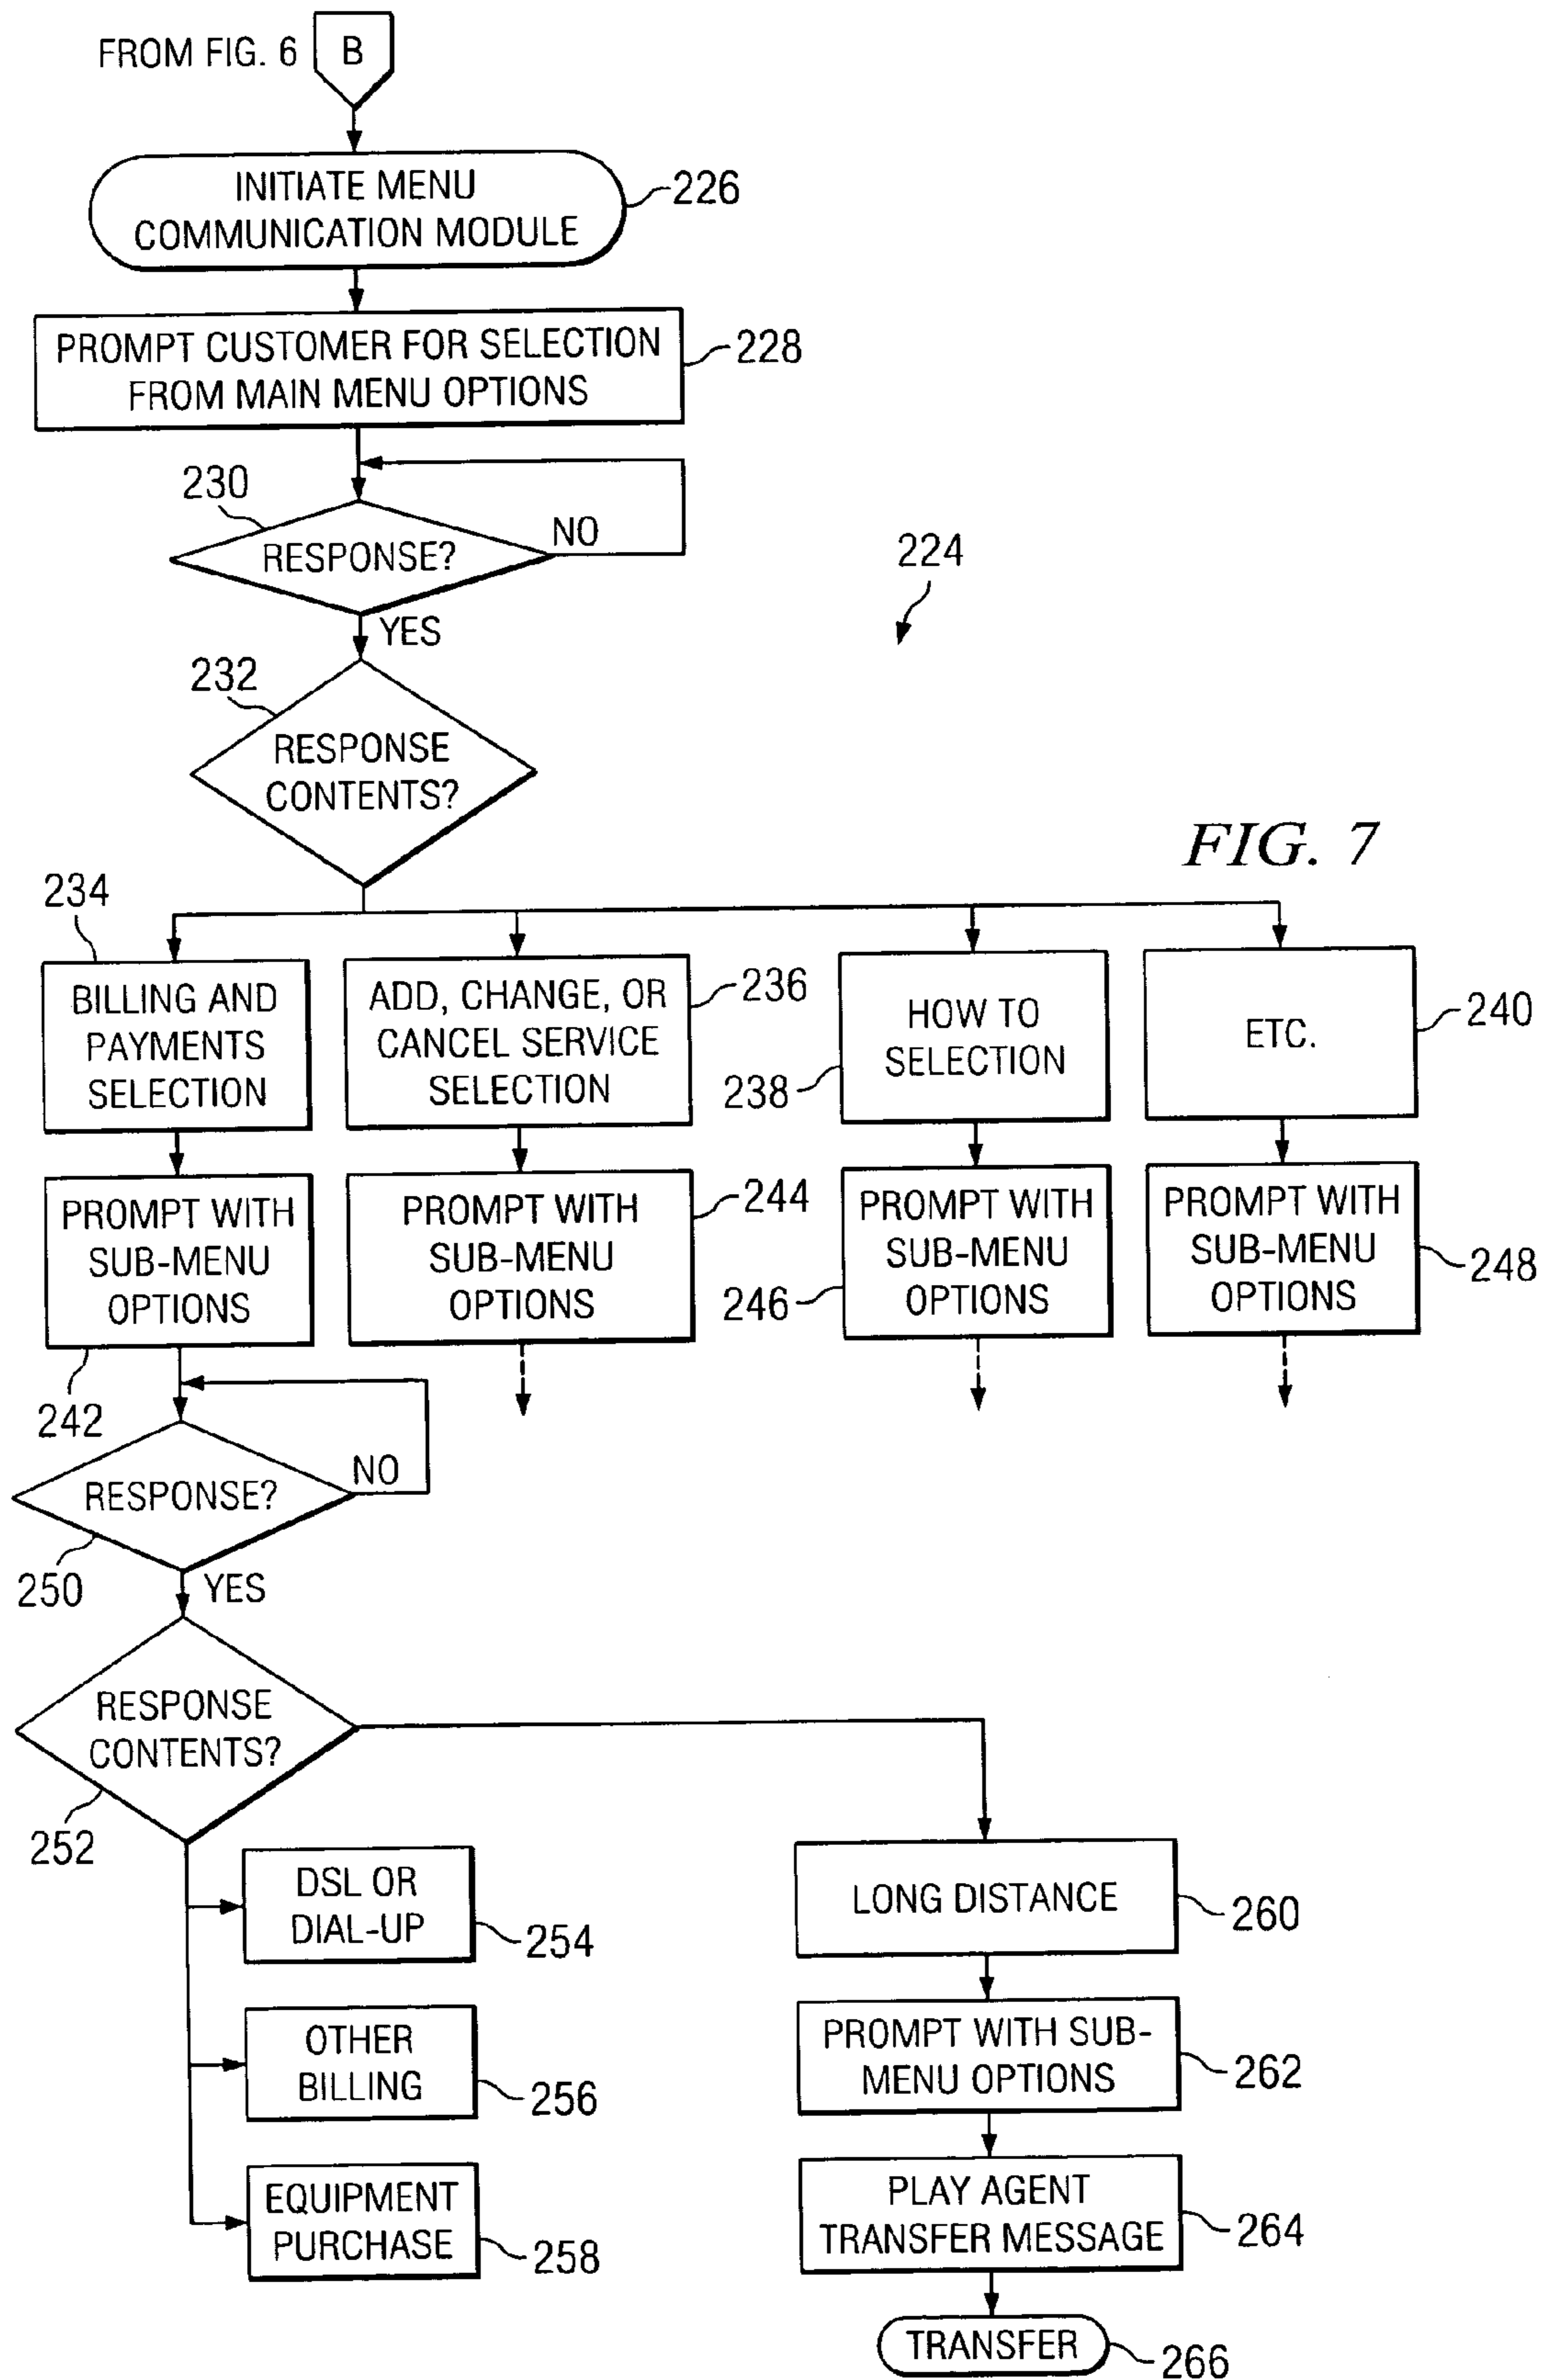 FROM FIG. 6
B
INITIATE MENU
COMMUNICATION MODULE
226
PROMPT CUSTOMER FOR SELECTION
FROM MAIN MENU OPTIONS
228
230
RESPONSE?
NO
YES
224
232
RESPONSE
CONTENTS?
FIG. 7
234
BILLING AND
PAYMENTS
SELECTION
ADD, CHANGE, OR
CANCEL SERVICE
SELECTION
236
HOW TO
SELECTION
238
ETC.
240
PROMPT WITH
SUB-MENU
OPTIONS
242
PROMPT WITH
SUB-MENU
OPTIONS
244
PROMPT WITH
SUB-MENU
OPTIONS
246
PROMPT WITH
SUB-MENU
OPTIONS
248
RESPONSE?
NO
250
YES
RESPONSE
CONTENTS?
252
DSL OR
DIAL-UP
254
OTHER
BILLING
256
EQUIPMENT
PURCHASE
258
LONG DISTANCE
260
PROMPT WITH SUB-
MENU OPTIONS
262
PLAY AGENT
TRANSFER MESSAGE
264
TRANSFER
266